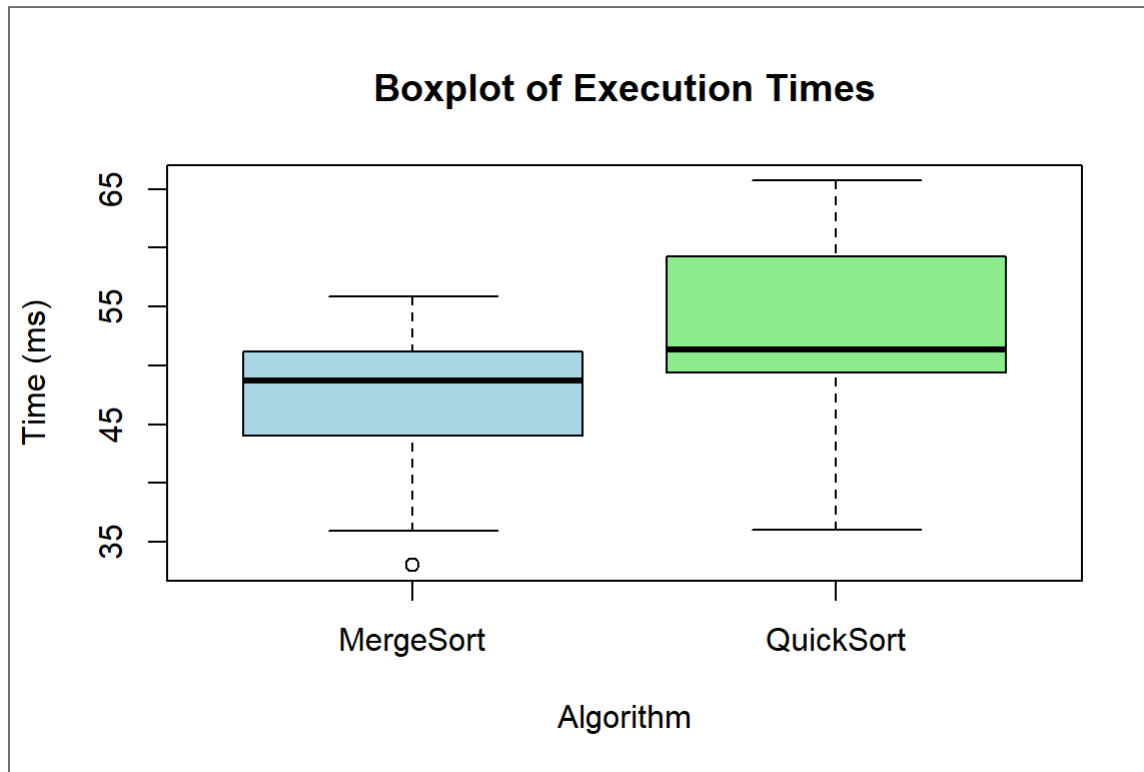 Boxplot of Execution Times
Time (ms)
65
55
45
35
MergeSort QuickSort
Algorithm